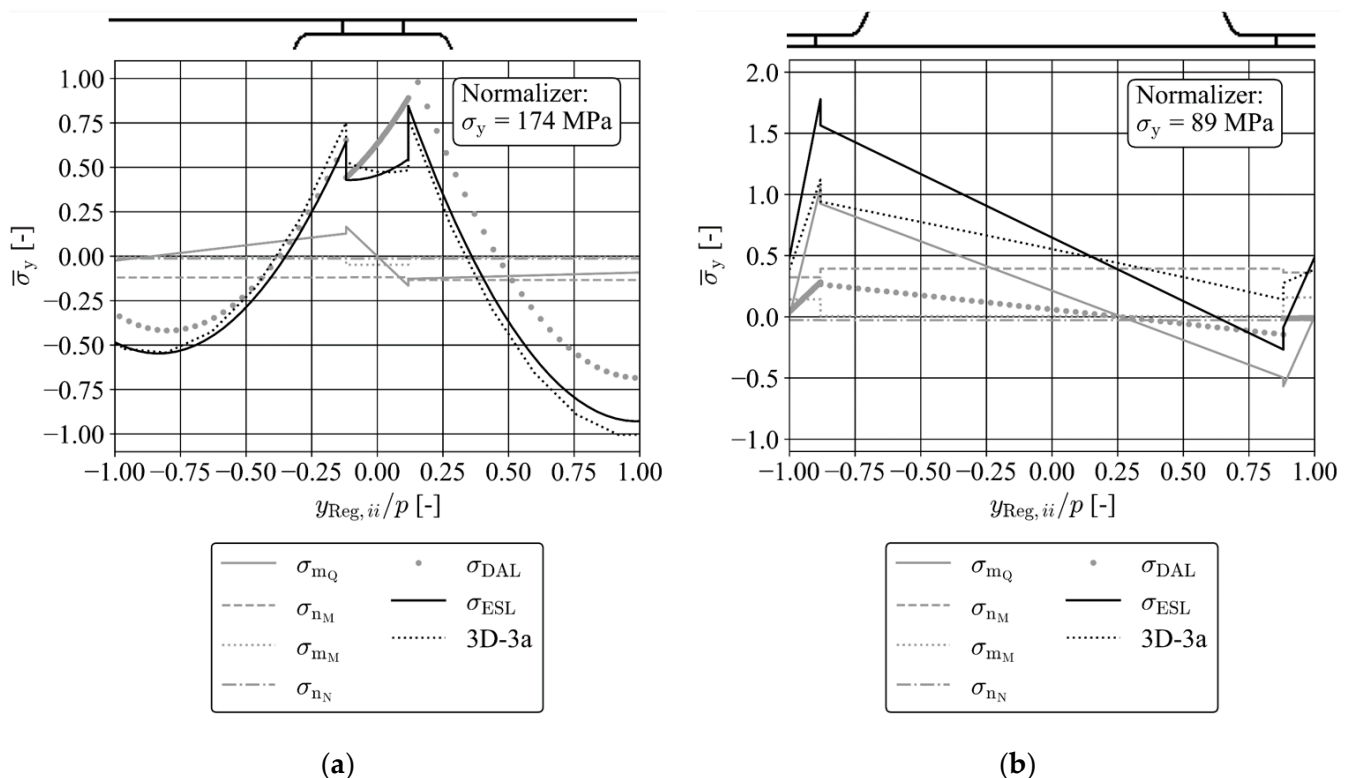 1.00
0.75
0.50
0.25
0.00
−0.25
−0.50
−0.75
−1.00
σ̅y [-]
Normalizer:
σy = 174 MPa
−1.00 −0.75 −0.50 −0.25 0.00 0.25 0.50 0.75 1.00
yReg, ii/p [-]
σmQ
σnM
σmM
σnN
σDAL
σESL
3D-3a
(a)
2.0
1.5
1.0
0.5
0.0
−0.5
−1.0
σ̅y [-]
Normalizer:
σy = 89 MPa
−1.00 −0.75 −0.50 −0.25 0.00 0.25 0.50 0.75 1.00
yReg, ii/p [-]
σmQ
σnM
σmM
σnN
σDAL
σESL
3D-3a
(b)